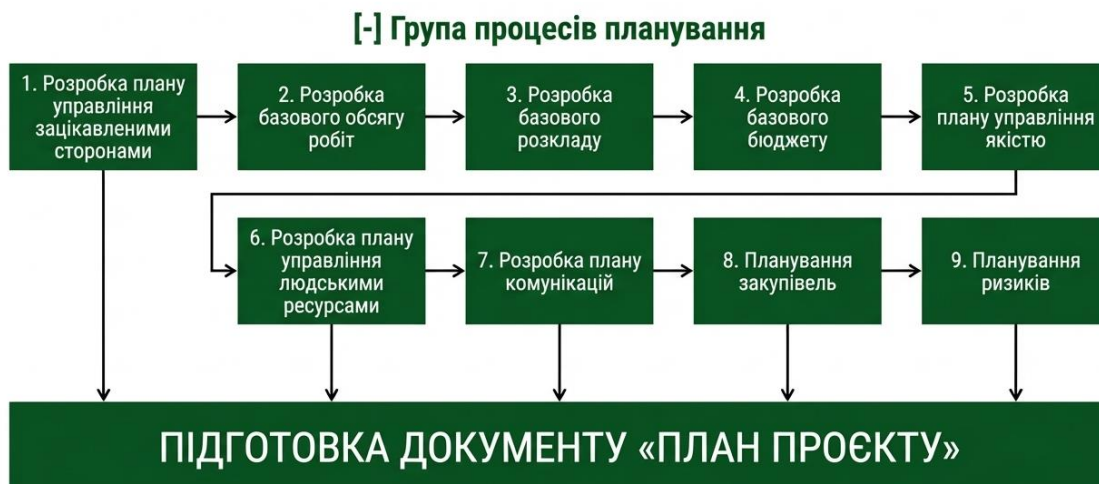 [-] Група процесів планування
1. Розробка плану
управління
зацікавленими
сторонами
2. Розробка
базового обсягу
робіт
3. Розробка
базового
розкладу
4. Розробка
базового
бюджету
5. Розробка
плану управління
якістю
6. Розробка плану
управління
людськими
ресурсами
7. Розробка плану
комунікацій
8. Планування
закупівель
9. Планування
ризиків
ПІДГОТОВКА ДОКУМЕНТУ «ПЛАН ПРОЄКТУ»